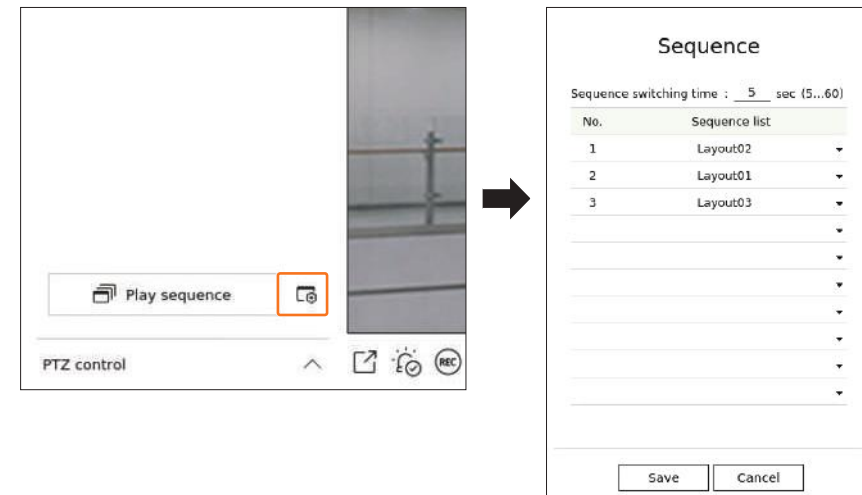 Play sequence
PTZ control
REC
Sequence
Sequence switching time : 5 sec (5...60)
No. Sequence list
1 Layout02
2 Layout01
3 Layout03
Save Cancel